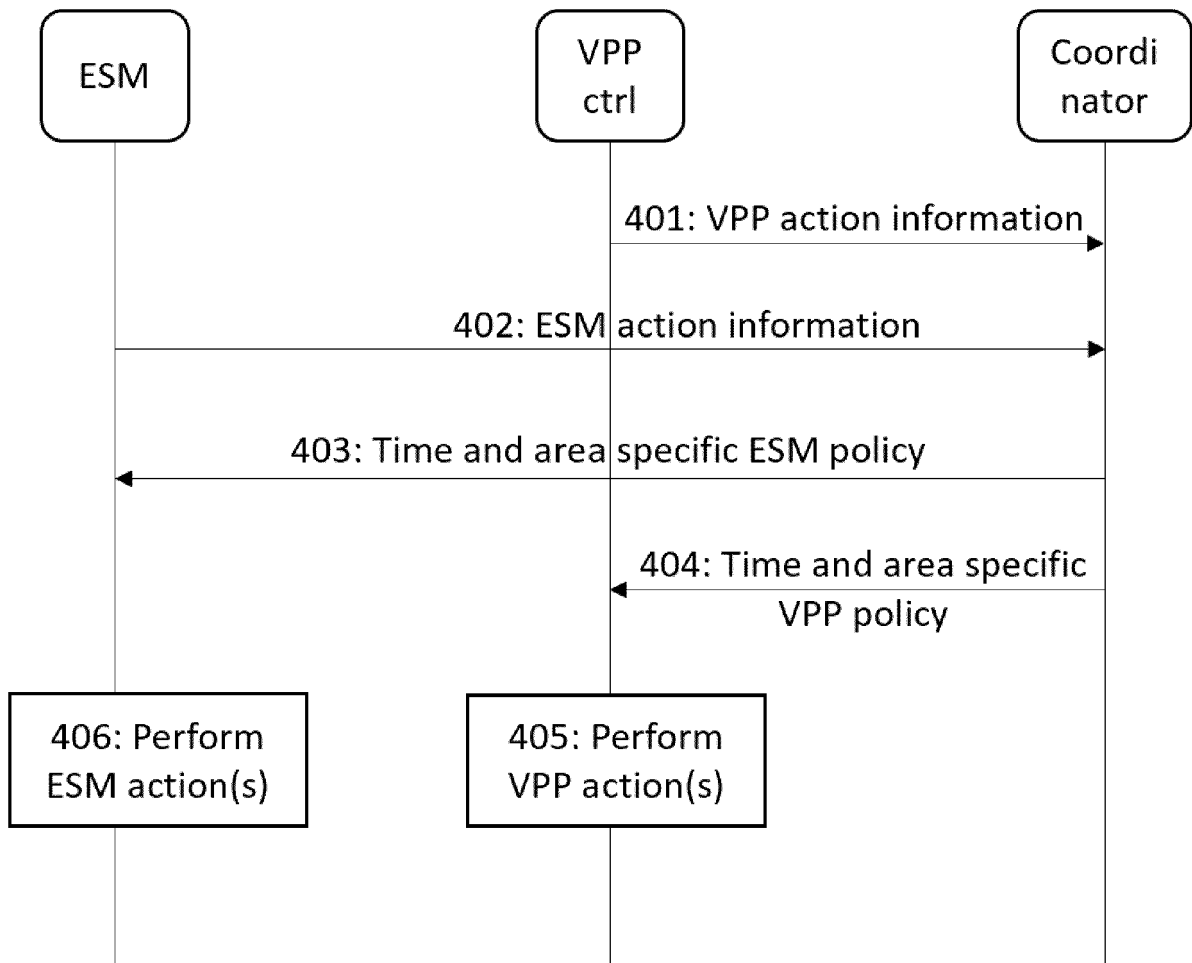 ESM
VPP
ctrl
Coordi
nator
401: VPP action information
402: ESM action information
403: Time and area specific ESM policy
404: Time and area specific
VPP policy
406: Perform
ESM action(s)
405: Perform
VPP action(s)